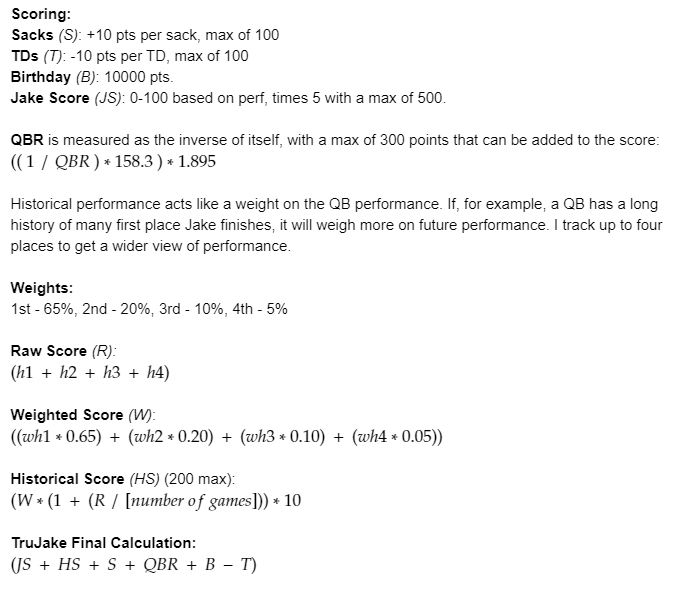 Scoring:
Sacks (S): +10 pts per sack, max of 100
TDs (T): -10 pts per TD, max of 100
Birthday (B): 10000 pts.
Jake Score (JS): 0-100 based on perf, times 5 with a max of 500.
QBR is measured as the inverse of itself, with a max of 300 points that can be added to the score:
(( 1 / QBR ) * 158.3 ) * 1.895
Historical performance acts like a weight on the QB performance. If, for example, a QB has a long
history of many first place Jake finishes, it will weigh more on future performance. I track up to four
places to get a wider view of performance.
Weights:
1st - 65%, 2nd - 20%, 3rd - 10%, 4th - 5%
Raw Score (R):
(h1 + h2 + h3 + h4)
Weighted Score (W):
((wh1 * 0.65) + (wh2 * 0.20) + (wh3 * 0.10) + (wh4 * 0.05))
Historical Score (HS) (200 max):
(W * (1 + (R / [number of games])) * 10
TruJake Final Calculation:
(JS + HS + S + QBR + B − T)